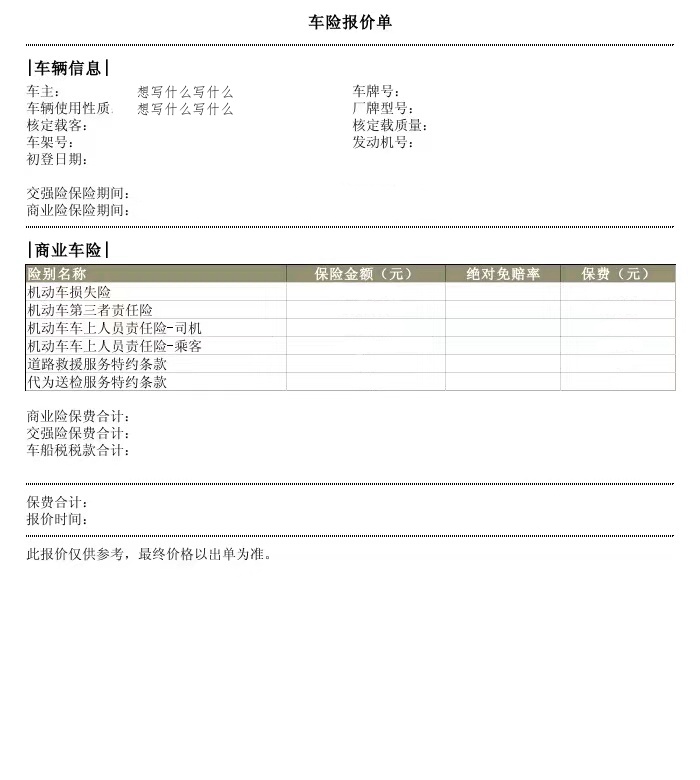 车险报价单
|车辆信息|
车主： 想写什么写什么 车牌号：
车辆使用性质. 想写什么写什么 厂牌型号：
核定载客： 核定载质量：
车架号： 发动机号：
初登日期：
交强险保险期间：
商业险保险期间：
|商业车险|
险别名称 保险金额（元） 绝对免赔率 保费（元）
机动车损失险
机动车第三者责任险
机动车车上人员责任险-司机
机动车车上人员责任险-乘客
道路救援服务特约条款
代为送检服务特约条款
商业险保费合计：
交强险保费合计：
车船税税款合计：
保费合计：
报价时间：
此报价仅供参考，最终价格以出单为准。